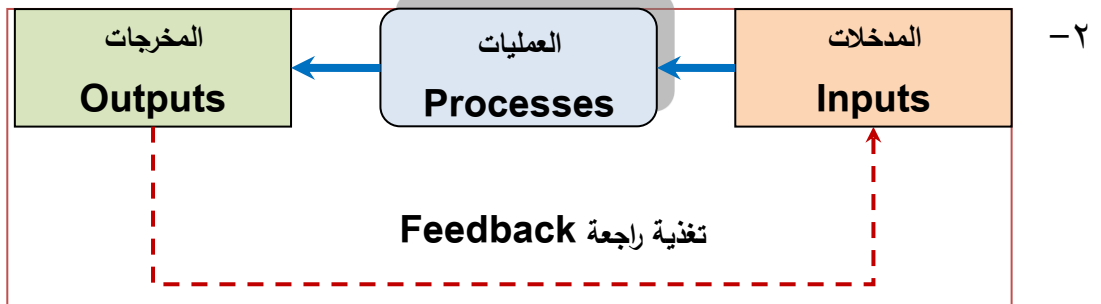 ٢-
المدخلات
Inputs
العمليات
Processes
المخرجات
Outputs
تغذية راجعة Feedback